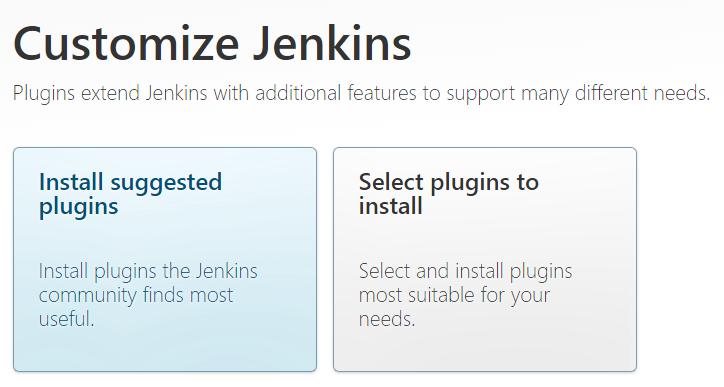 Customize Jenkins
Plugins extend Jenkins with additional features to support many different needs.
Install suggested
plugins
Install plugins the Jenkins
community finds most
useful.
Select plugins to
install
Select and install plugins
most suitable for your
needs.